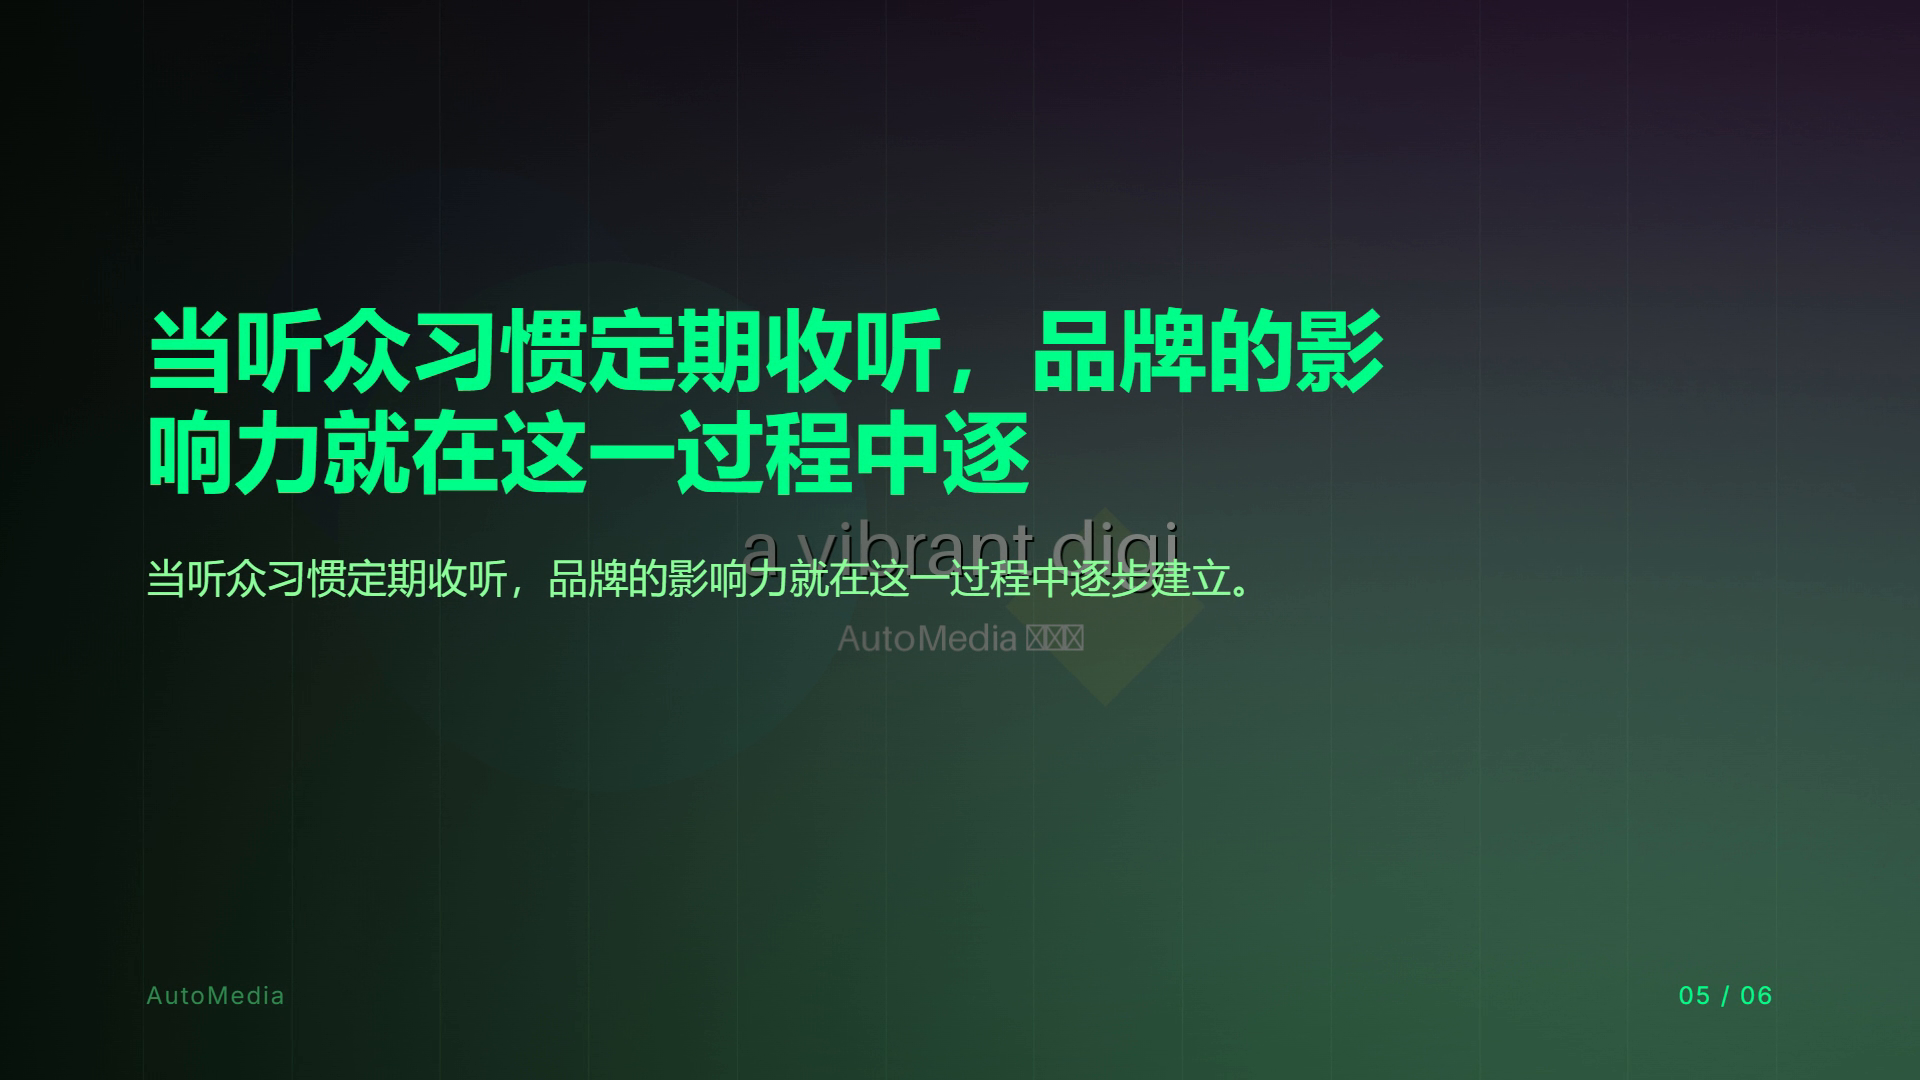 当听众习惯定期收听，品牌的影
响力就在这一过程中逐
a vibrant digi
当听众习惯定期收听，品牌的影响力就在这一过程中逐步建立。
AutoMedia
AutoMedia
05 / 06